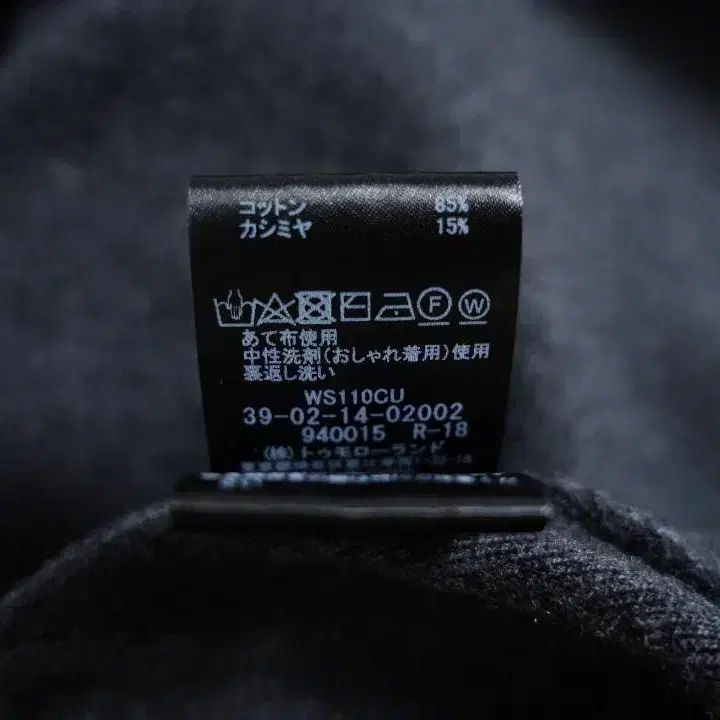 コットン 85%
カシミヤ 15%
F W
あて布使用
中性洗剤(おしゃれ着用)使用
裏返し洗い
WS110CU
39-02-14-02002
940015 R-18
(株)トゥモローランド